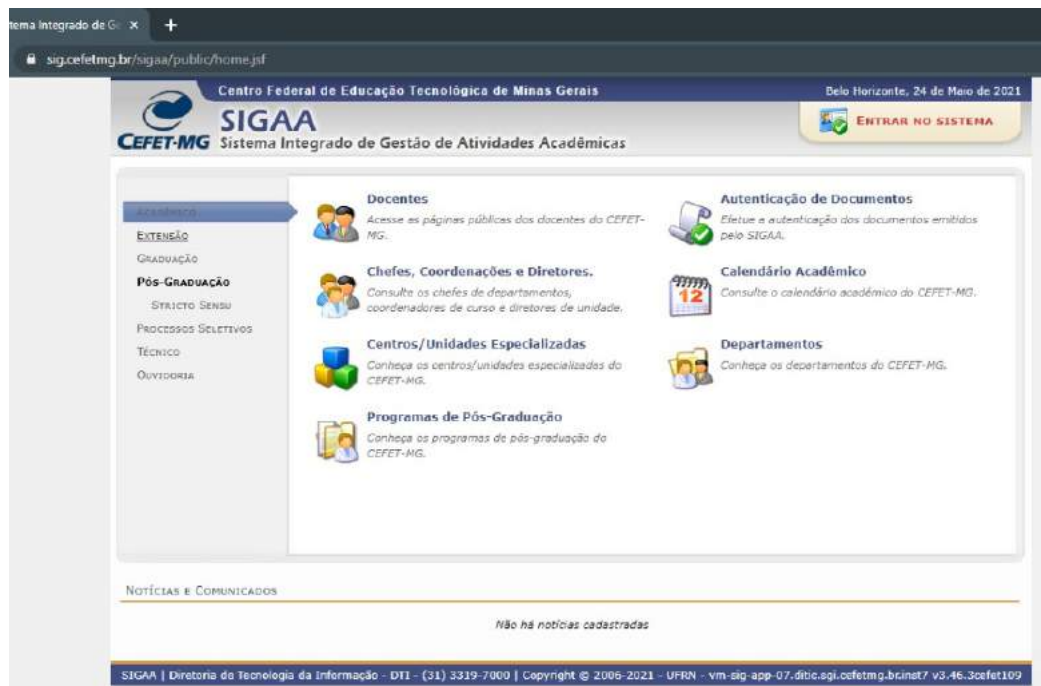 tema Integrado de G
sig.cefetmg.br/sigaa/public/home.jsf
Centro Federal de Educação Tecnológica de Minas Gerais
Belo Horizonte, 24 de Maio de 2021
CEFET-MG
SIGAA
Sistema Integrado de Gestão de Atividades Acadêmicas
ENTRAR NO SISTEMA
ACADÊMICO
EXTENSÃO
GRADUAÇÃO
PÓS-GRADUAÇÃO
STRICTO SENSU
PROCESSOS SELETIVOS
TÉCNICO
OUVIDORIA
Docentes
Acesse as páginas públicas dos docentes do CEFET-
MG.
Autenticação de Documentos
Efetue a autenticação dos documentos emitidos
pelo SIGAA.
Chefes, Coordenações e Diretores.
Consulte os chefes de departamentos,
coordenadores de curso e diretores de unidade.
Calendário Acadêmico
12
Consulte o calendário acadêmico do CEFET-MG.
Centros/Unidades Especializadas
Conheça os centros/unidades especializadas do
CEFET-MG.
Departamentos
Conheça os departamentos do CEFET-MG.
Programas de Pós-Graduação
Conheça os programas de pós-graduação do
CEFET-MG.
NOTÍCIAS E COMUNICADOS
Não há notícias cadastradas
SIGAA | Diretoria de Tecnologia da Informação - DTI - (31) 3319-7000 | Copyright © 2006-2021 - UFRN - vm-sig-app-07.ditic.sgi.cefetmg.br.inst7 v3.46.3cefet109